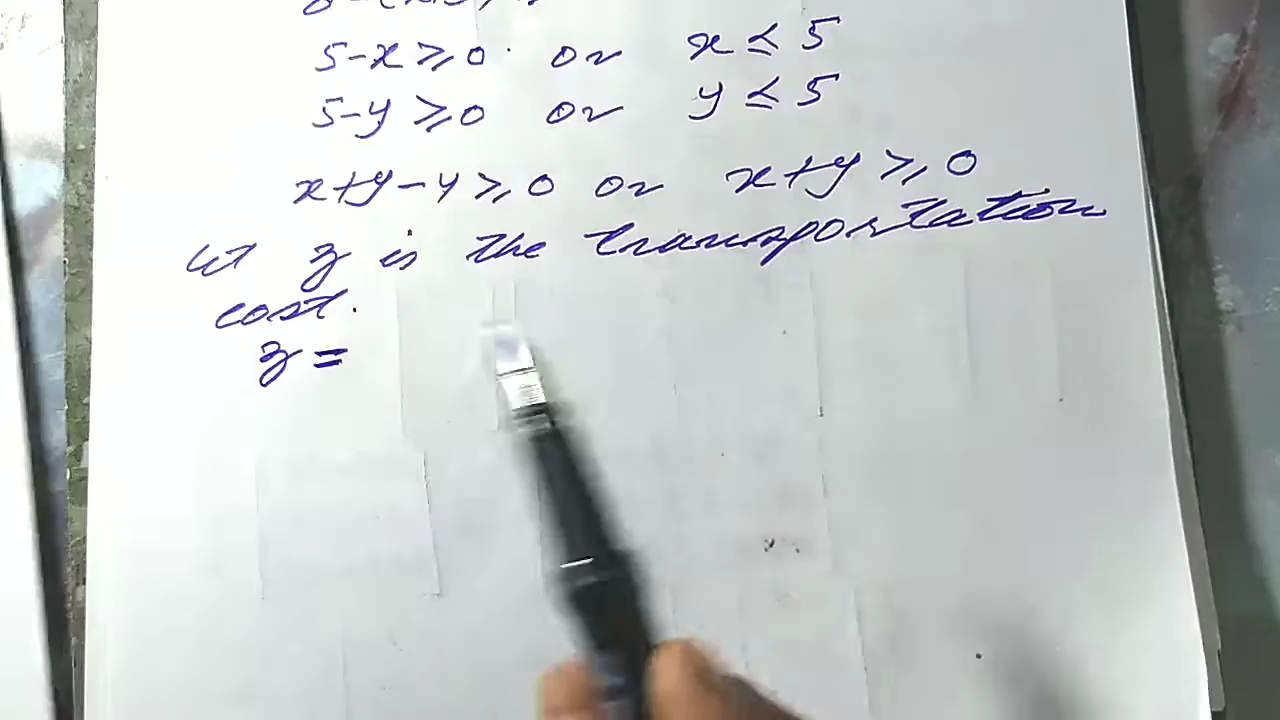 5-x ≥ 0 or x ≤ 5
5-y ≥ 0 or y ≤ 5
x+y-4 ≥ 0 or x+y ≥ 0
let z is the transportation
cost.
z =